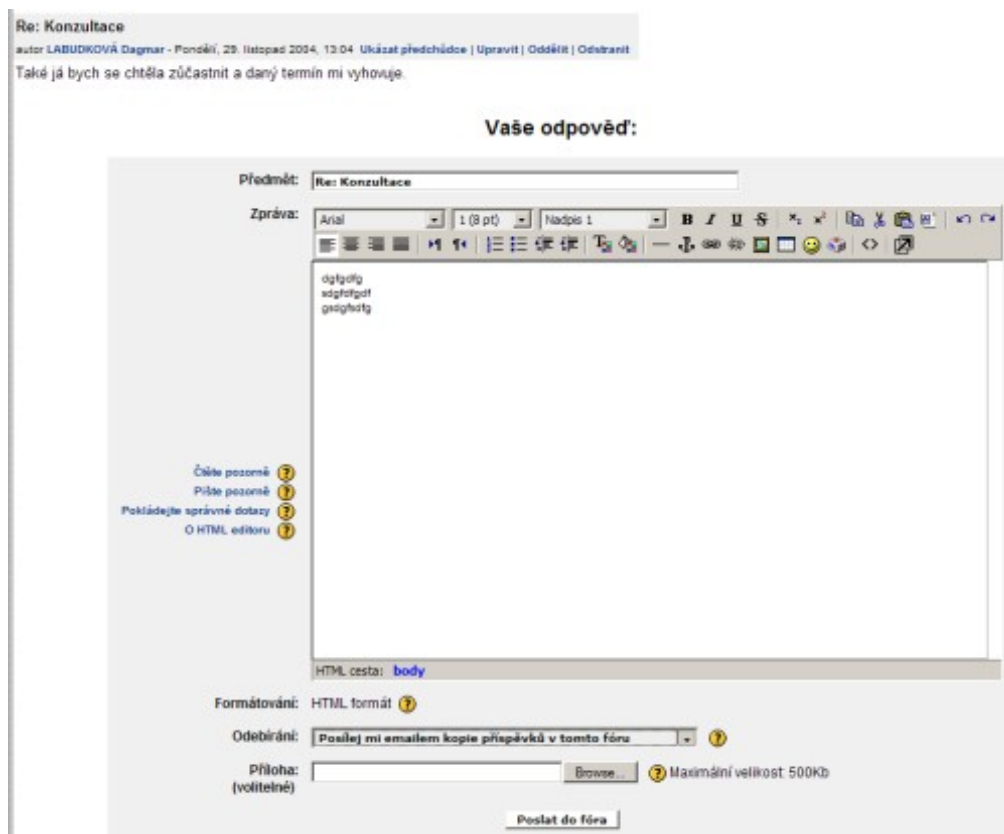 Re: Konzultace
autor LABUDKOVÁ Dagmar - Pondělí, 29. listopad 2004, 13:04 Ukázat předchůdce | Upravit | Oddělit | Odstranit
Také já bych se chtěla zůčastnit a daný termín mi vyhovuje.
Vaše odpověď:
Předmět: Re: Konzultace
Zpráva: Arial 1 (8 pt) Nadpis 1
dgfgdfg
sdgfdfgdf
gsdgfsdfg
Čtěte pozorně
Pište pozorně
Pokládejte správné dotazy
O HTML editoru
HTML cesta: body
Formátování: HTML formát
Odebírání: Posílej mi emailem kopie příspěvků v tomto fóru
Příloha: Browse... Maximální velikost: 500Kb
(volitelné)
Poslat do fóra